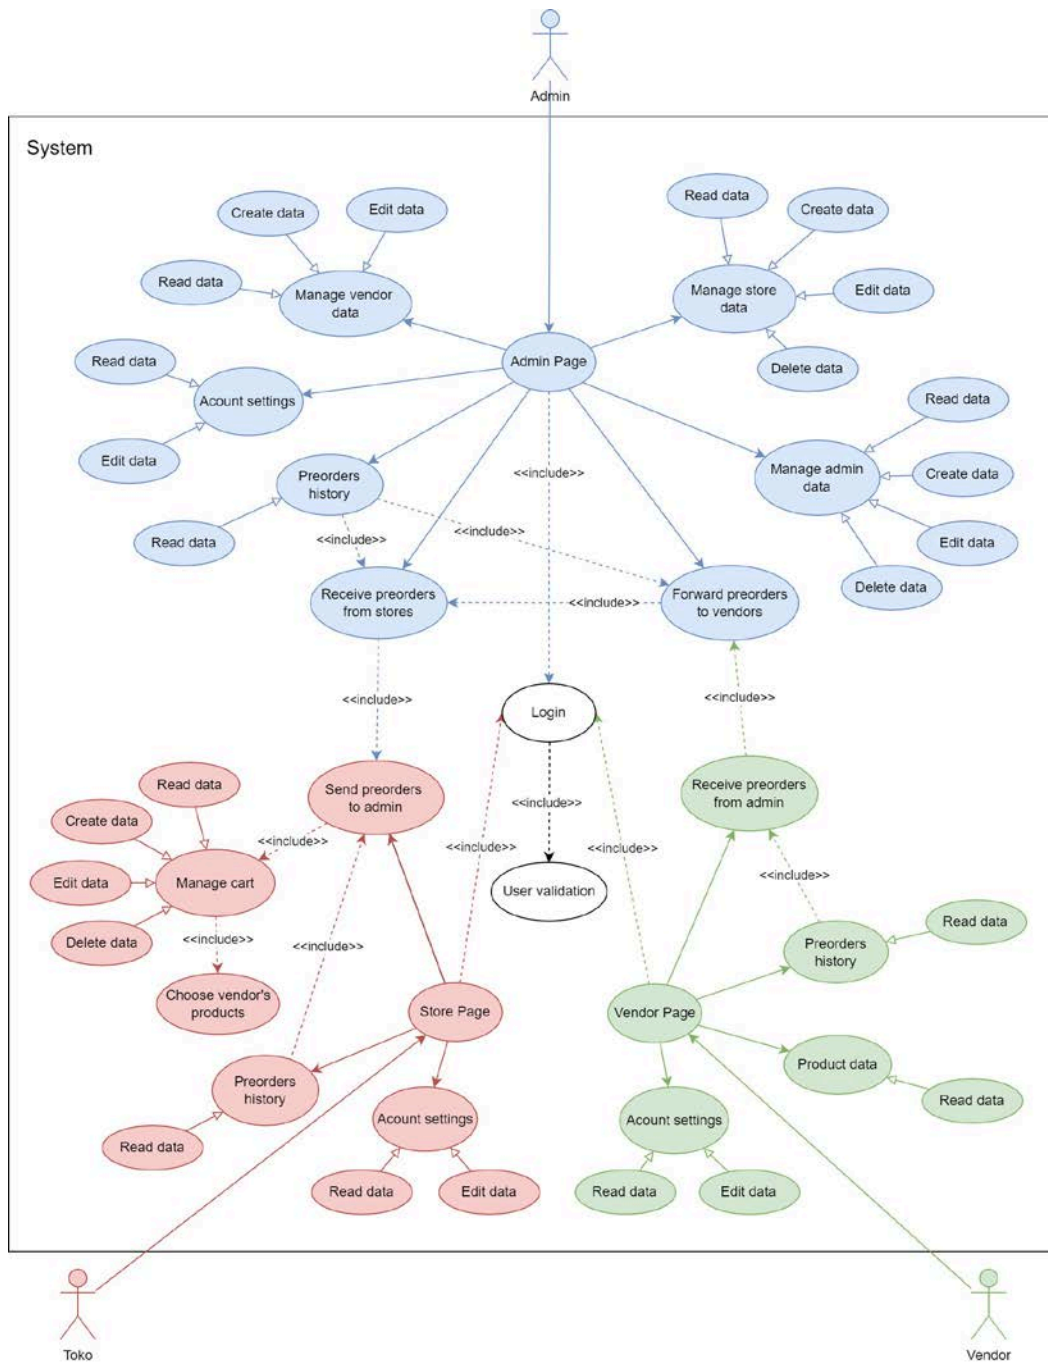 Admin
System
Create data
Edit data
Read data
Manage vendor
data
Read data
Create data
Manage store
data
Edit data
Delete data
Admin Page
Read data
Acount settings
Edit data
Preorders
history
Read data
<<include>>
<<include>>
<<include>>
Read data
Manage admin
data
Create data
Edit data
Delete data
Receive preorders
from stores
<<include>>
Forward preorders
to vendors
<<include>>
Login
<<include>>
Read data
Create data
Send preorders
to admin
<<include>>
Edit data
Manage cart
Delete data
<<include>>
<<include>>
<<include>>
<<include>>
User validation
<<include>>
Receive preorders
from admin
<<include>>
Choose vendor's
products
Store Page
Vendor Page
Preorders
history
Read data
Product data
Read data
Preorders
history
Read data
Acount settings
Read data
Edit data
Acount settings
Read data
Edit data
Toko
Vendor